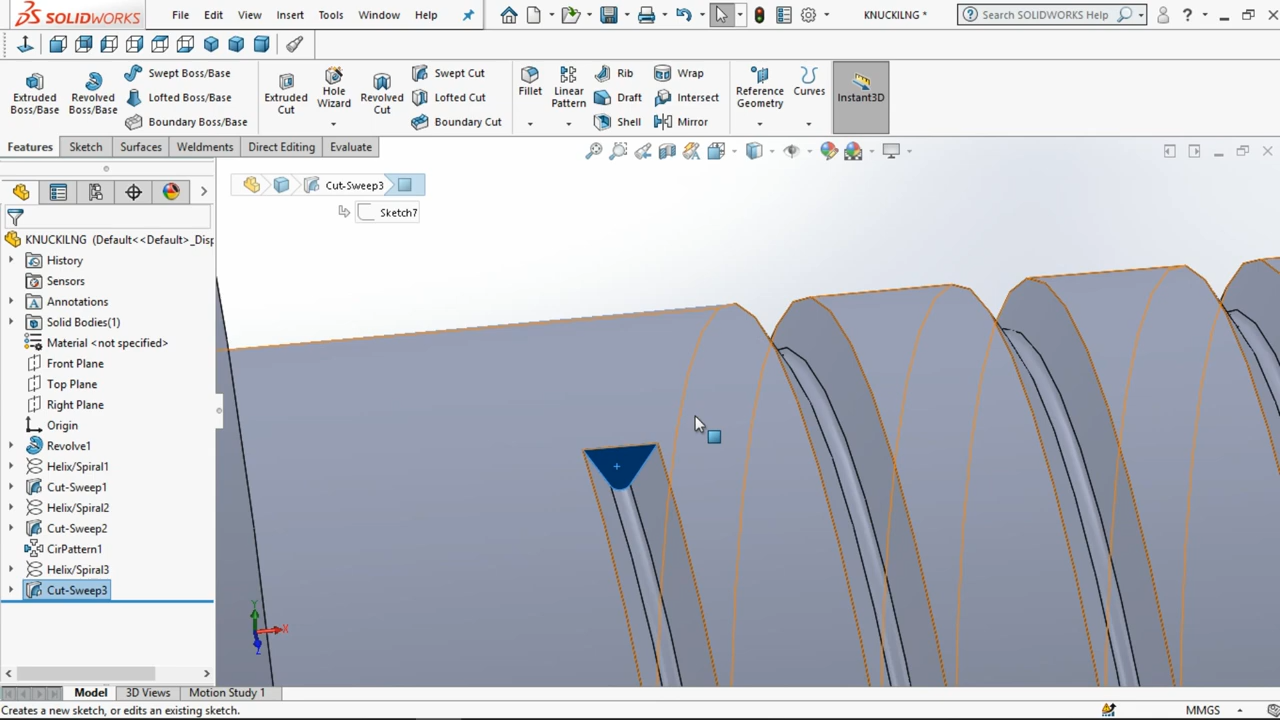 SOLIDWORKS
File Edit View Insert Tools Window Help
KNUCKILNG *
Search SOLIDWORKS Help
?
Extruded Boss/Base
Revolved Boss/Base
Swept Boss/Base
Lofted Boss/Base
Boundary Boss/Base
Extruded Cut
Hole Wizard
Revolved Cut
Swept Cut
Lofted Cut
Boundary Cut
Fillet
Linear Pattern
Rib
Draft
Shell
Wrap
Intersect
Mirror
Reference Geometry
Curves
Instant3D
Features Sketch Surfaces Weldments Direct Editing Evaluate
Cut-Sweep3
Sketch7
KNUCKILNG (Default<<Default>_Disp
History
Sensors
Annotations
Solid Bodies(1)
Material <not specified>
Front Plane
Top Plane
Right Plane
Origin
Revolve1
Helix/Spiral1
Cut-Sweep1
Helix/Spiral2
Cut-Sweep2
CirPattern1
Helix/Spiral3
Cut-Sweep3
Y
X
Z
Model 3D Views Motion Study 1
Creates a new sketch, or edits an existing sketch.
MMGS